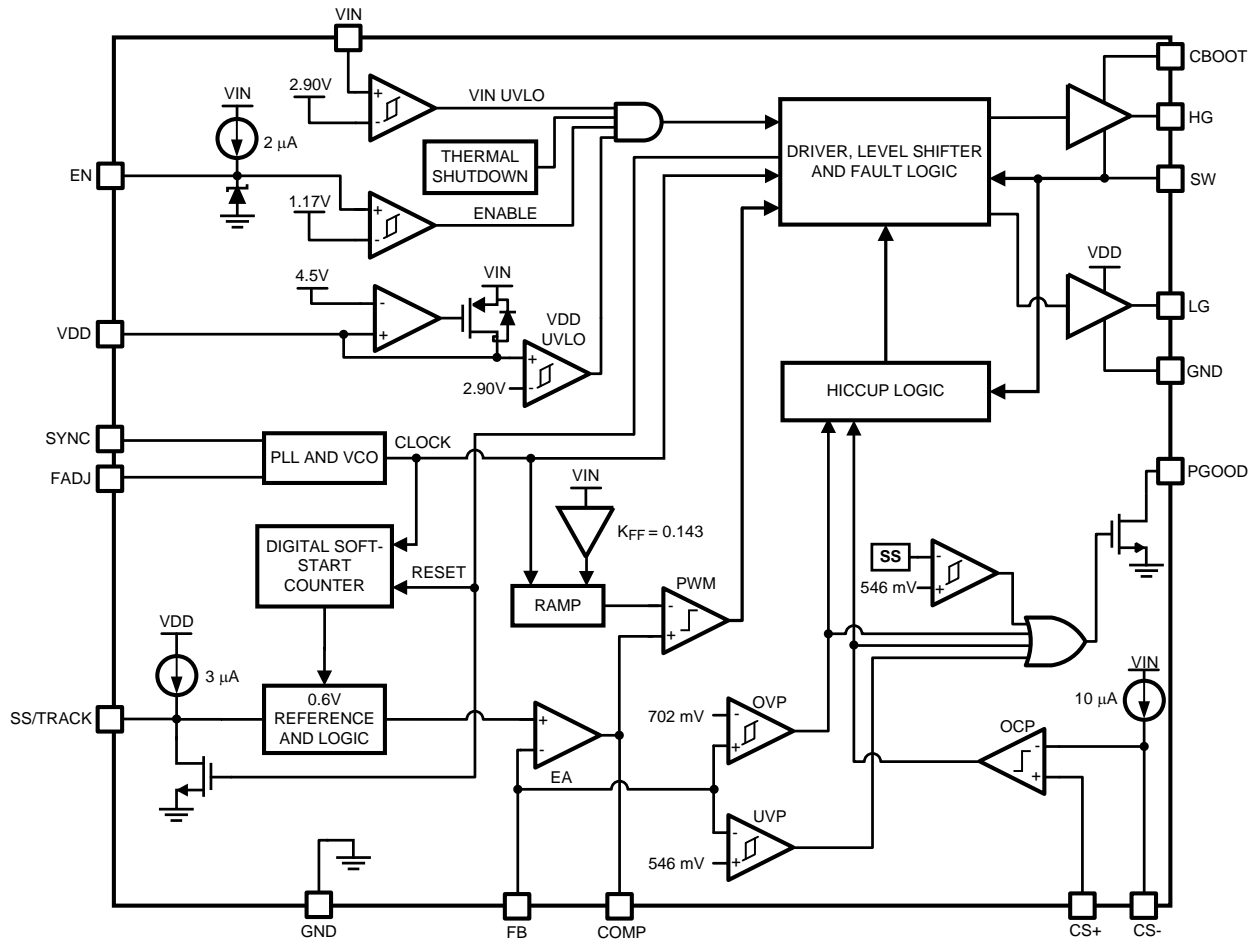 VIN
CBOOT
2.90V
VIN
VIN UVLO
HG
2 μA
THERMAL
SHUTDOWN
DRIVER, LEVEL SHIFTER
AND FAULT LOGIC
EN
SW
1.17V
ENABLE
VDD
4.5V
VIN
VDD
VDD
UVLO
LG
2.90V
HICCUP LOGIC
GND
SYNC
PLL AND VCO
CLOCK
FADJ
VIN
PGOOD
KFF = 0.143
DIGITAL SOFT-
START
COUNTER
RESET
RAMP
PWM
SS
-
+
546 mV
VDD
3 μA
VIN
10 μA
SS/TRACK
0.6V
REFERENCE
AND LOGIC
702 mV
OVP
OCP
EA
UVP
546 mV
GND
FB
COMP
CS+
CS-